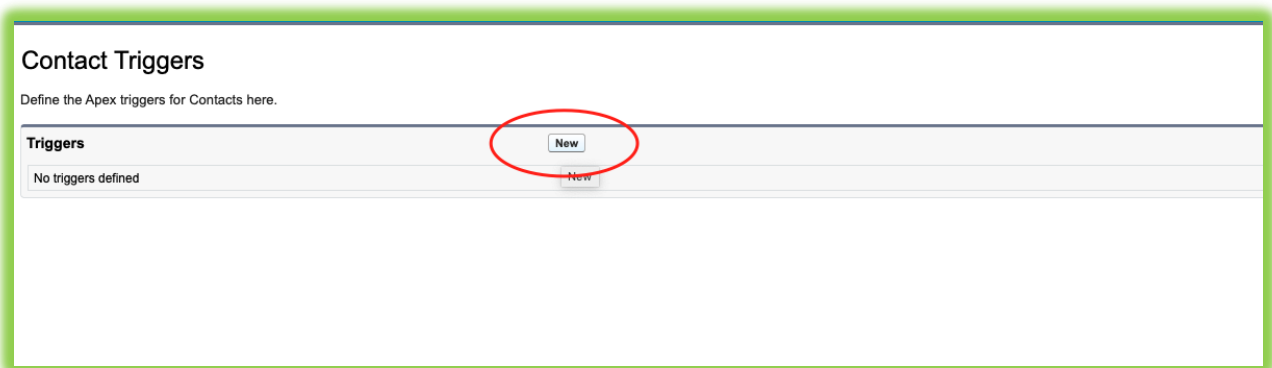 Contact Triggers
Define the Apex triggers for Contacts here.
Triggers New
No triggers defined New